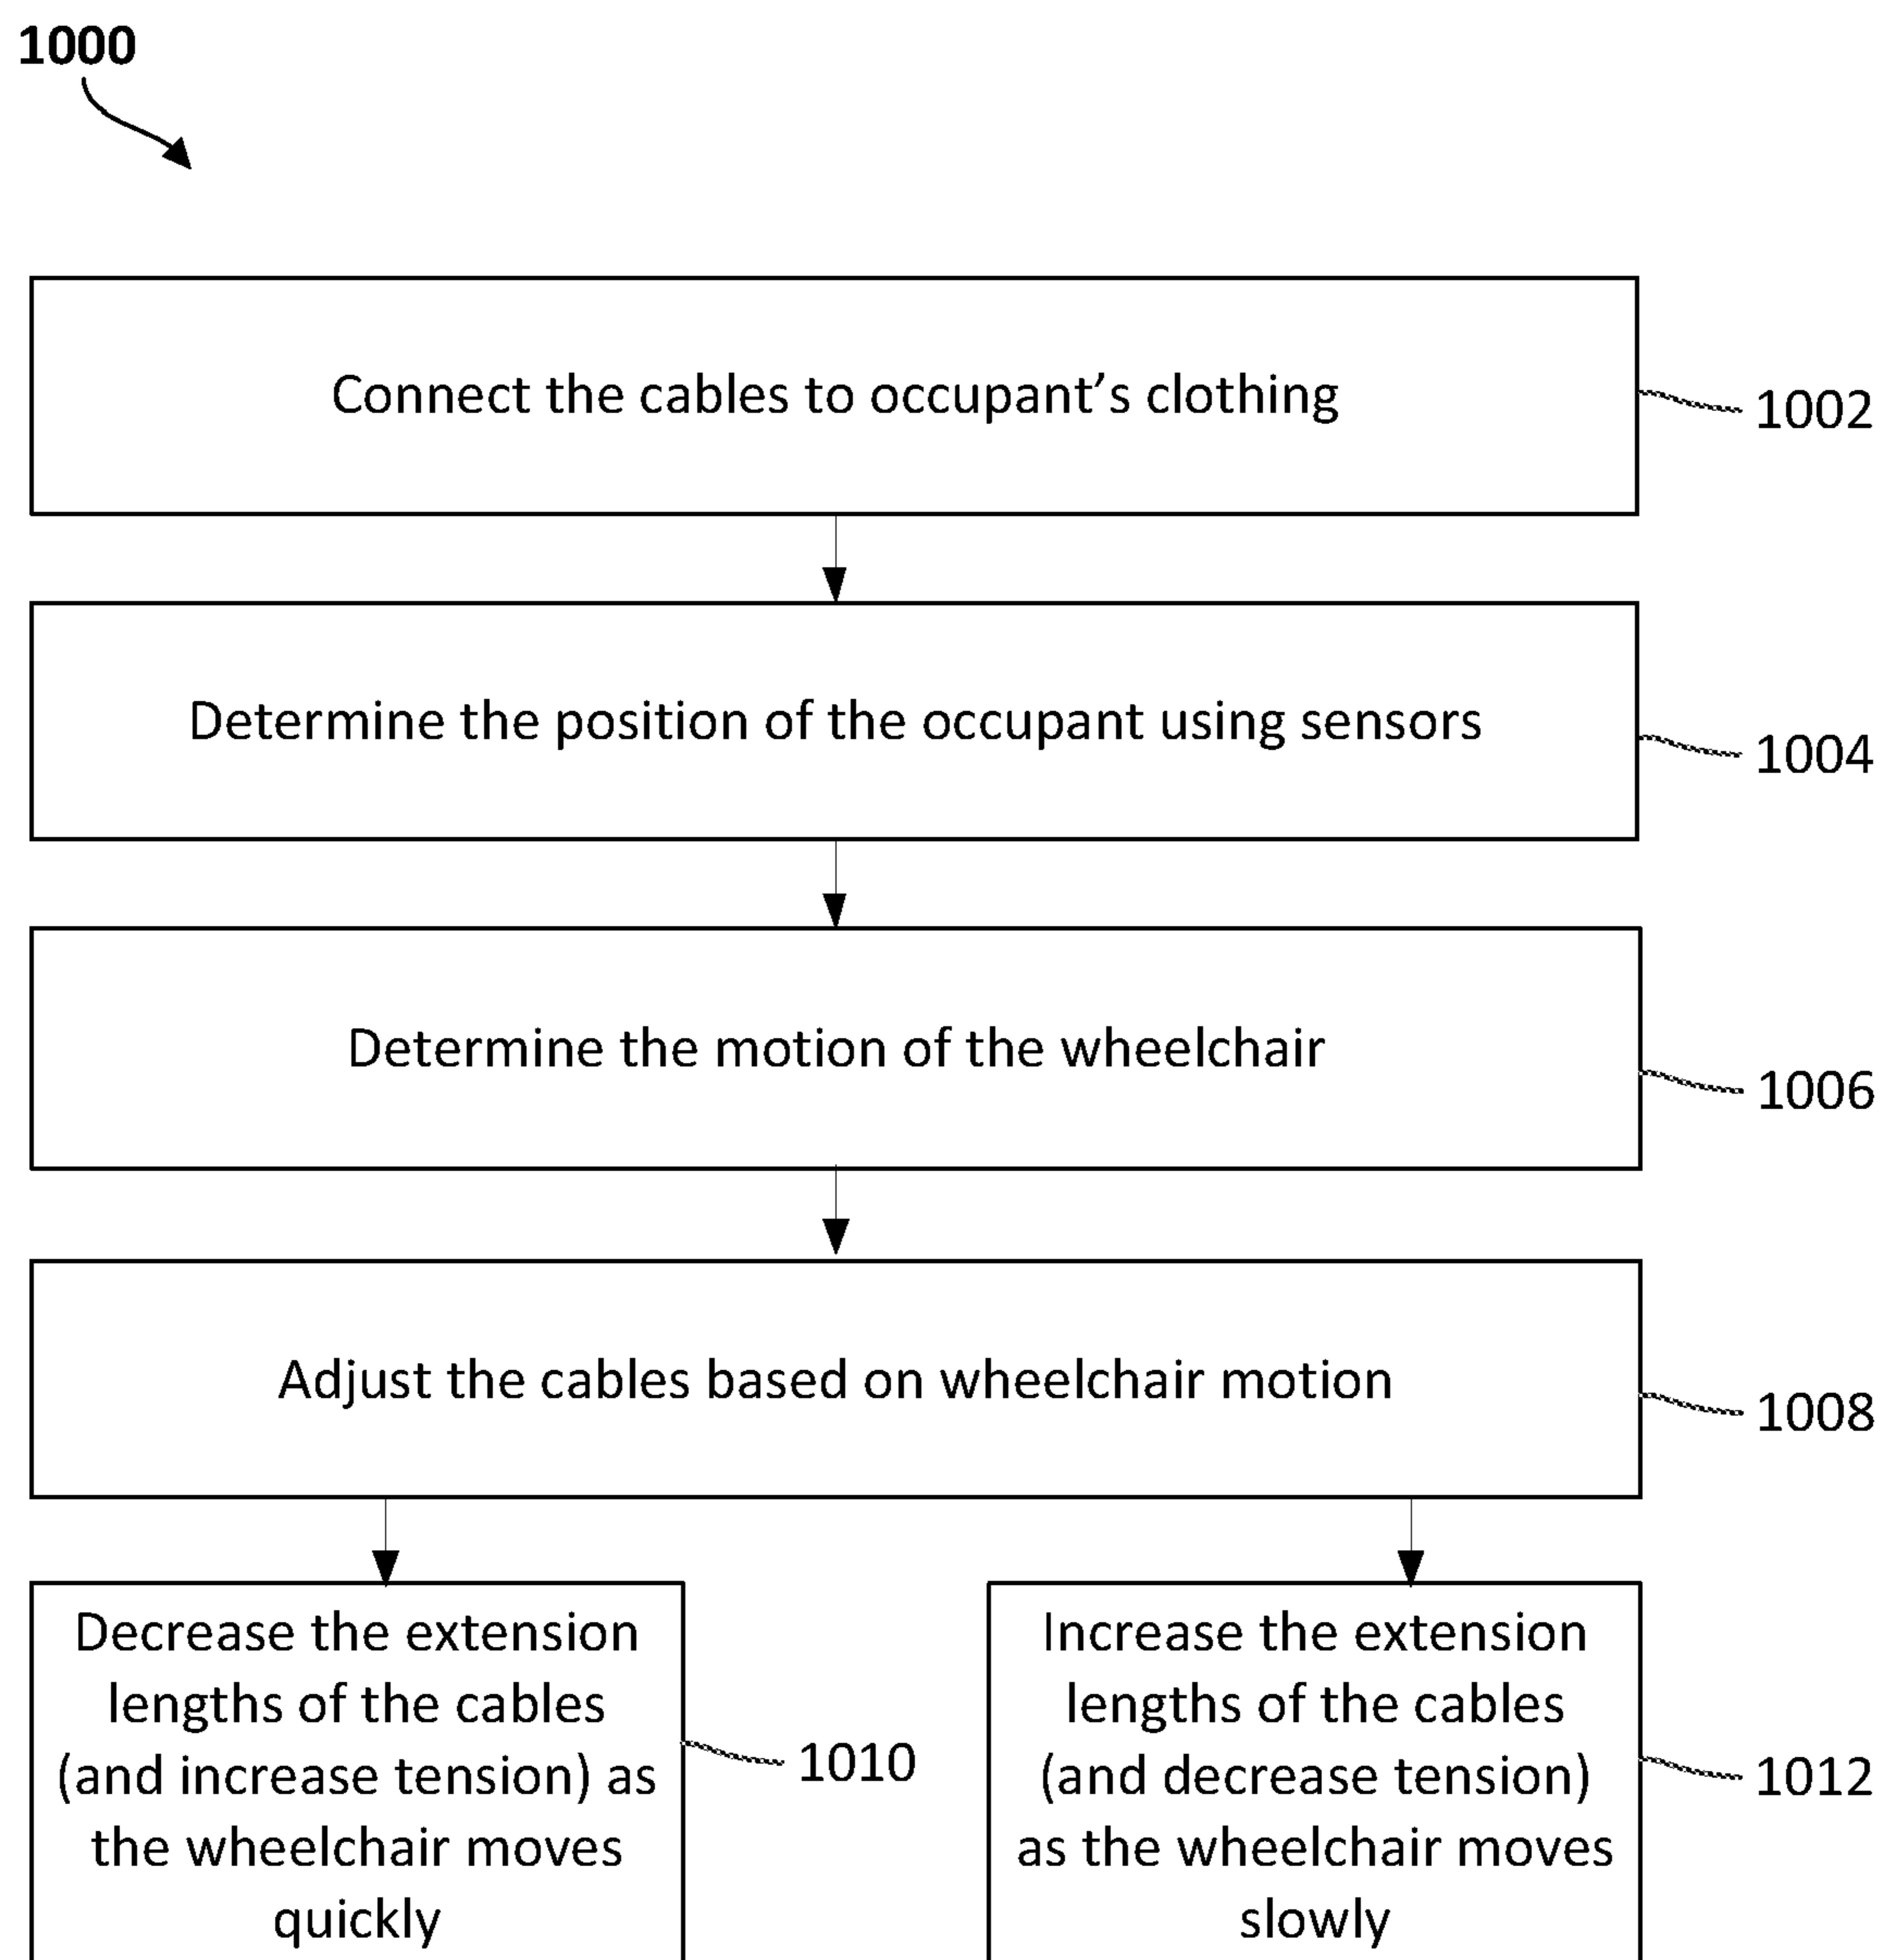 1000
Connect the cables to occupant’s clothing
1002
Determine the position of the occupant using sensors
1004
Determine the motion of the wheelchair
1006
Adjust the cables based on wheelchair motion
1008
Decrease the extension
lengths of the cables
(and increase tension) as
the wheelchair moves
quickly
1010
Increase the extension
lengths of the cables
(and decrease tension)
as the wheelchair moves
slowly
1012